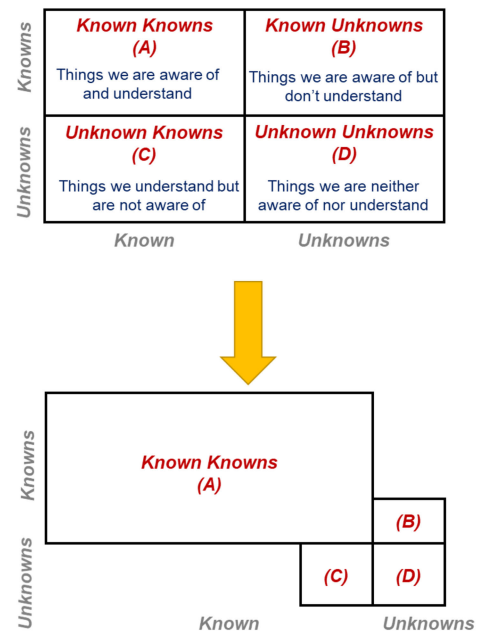 Knowns
Known Knowns
(A)
Things we are aware of
and understand
Known Unknowns
(B)
Things we are aware of but
don't understand
Unknowns
Unknown Knowns
(C)
Things we understand but
are not aware of
Unknown Unknowns
(D)
Things we are neither
aware of nor understand
Known
Unknowns
Knowns
Known Knowns
(A)
(B)
Unknowns
(C)
(D)
Known
Unknowns